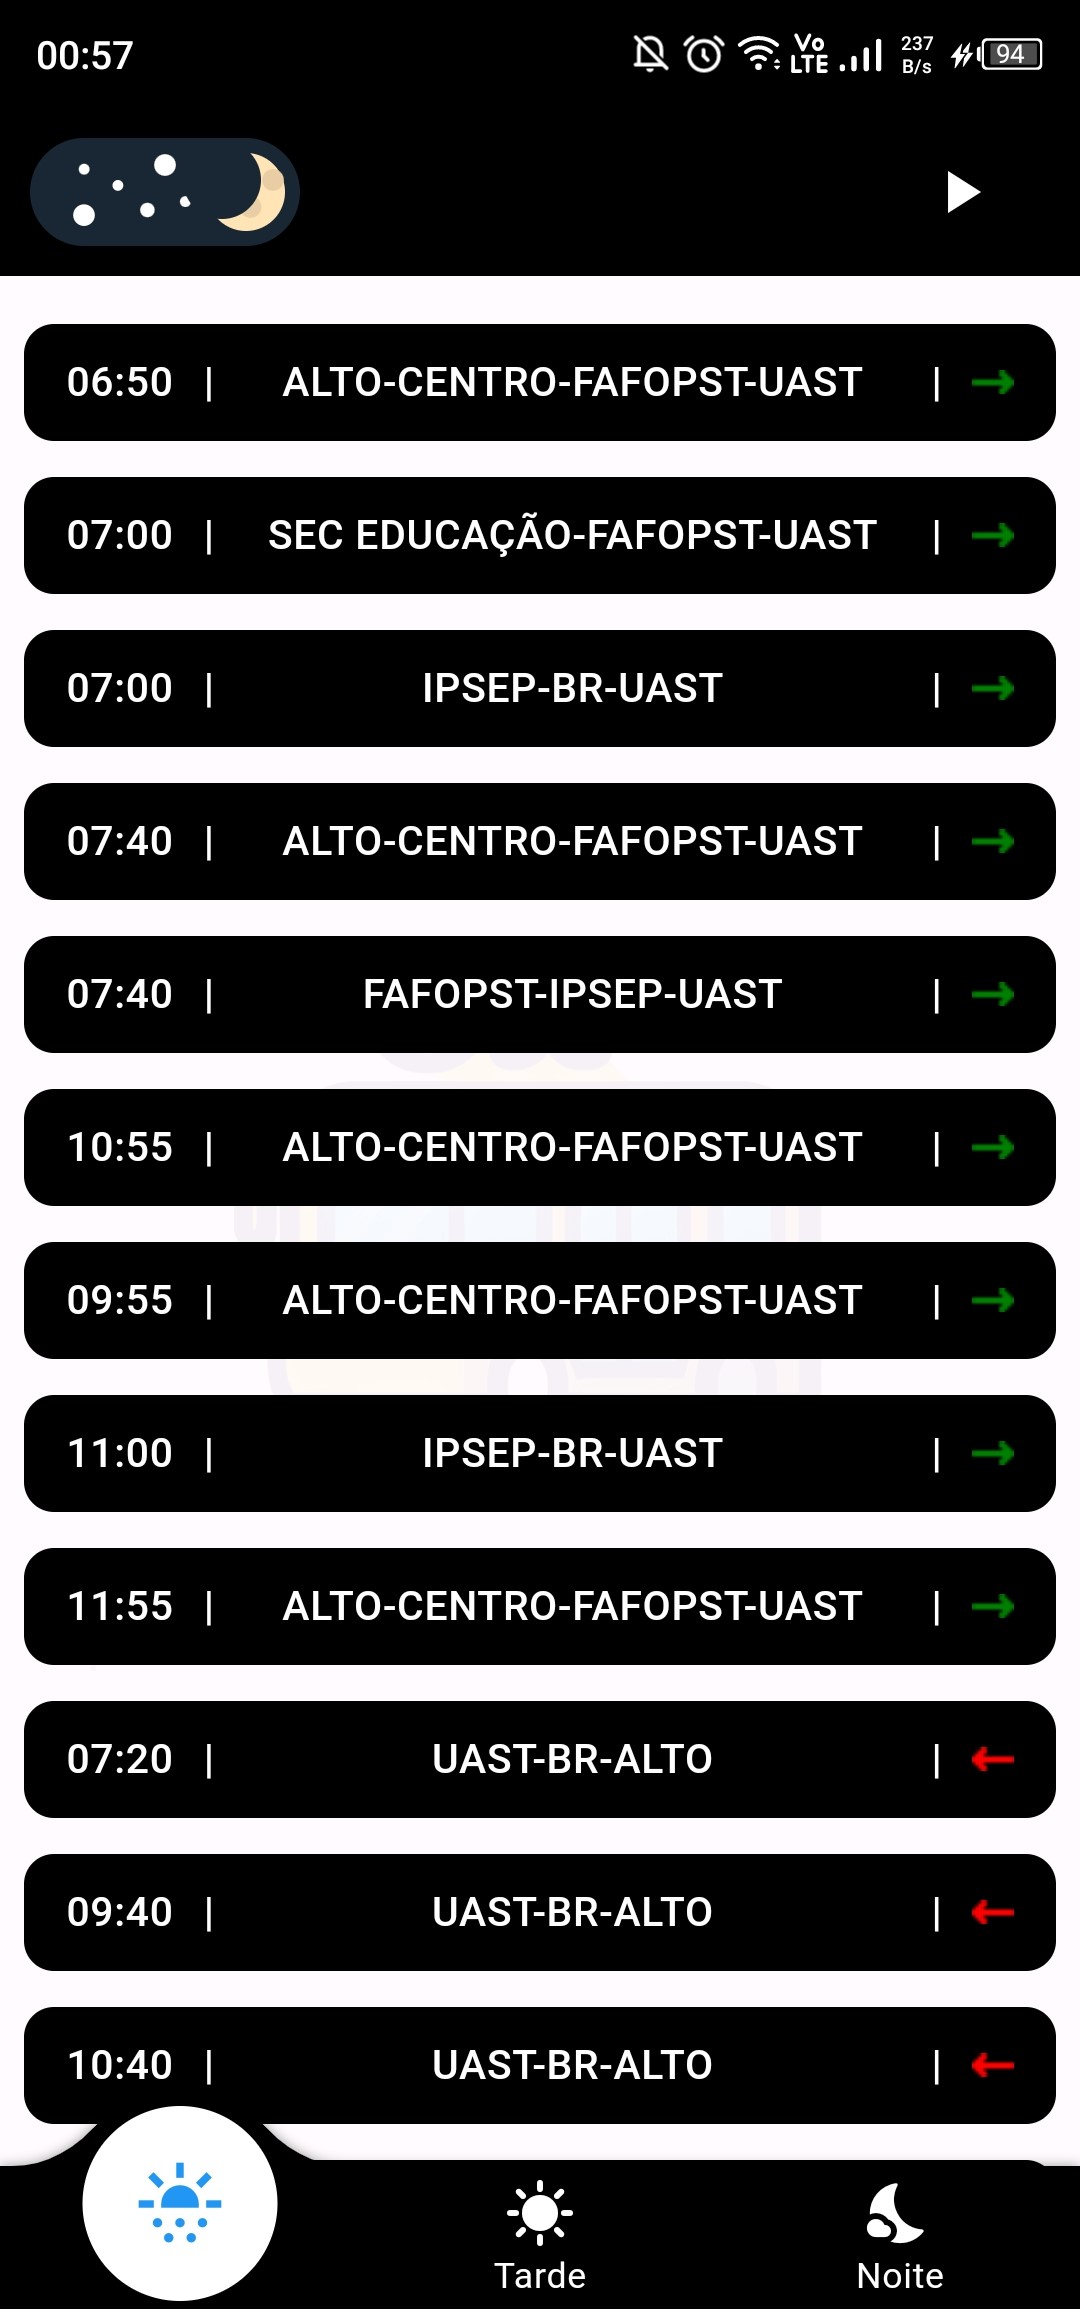 00:57 Vo LTE 237 B/s 94
06:50 | ALTO-CENTRO-FAFOPST-UAST | →
07:00 | SEC EDUCAÇÃO-FAFOPST-UAST | →
07:00 | IPSEP-BR-UAST | →
07:40 | ALTO-CENTRO-FAFOPST-UAST | →
07:40 | FAFOPST-IPSEP-UAST | →
10:55 | ALTO-CENTRO-FAFOPST-UAST | →
09:55 | ALTO-CENTRO-FAFOPST-UAST | →
11:00 | IPSEP-BR-UAST | →
11:55 | ALTO-CENTRO-FAFOPST-UAST | →
07:20 | UAST-BR-ALTO | ←
09:40 | UAST-BR-ALTO | ←
10:40 | UAST-BR-ALTO | ←
Tarde Noite